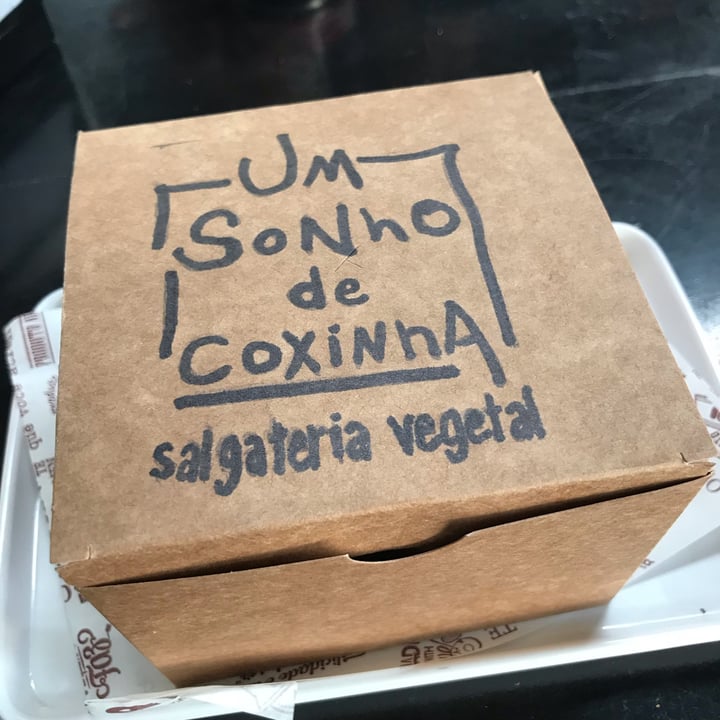 UM
SoNhO
de
COXiNhA
salgateria vegetal